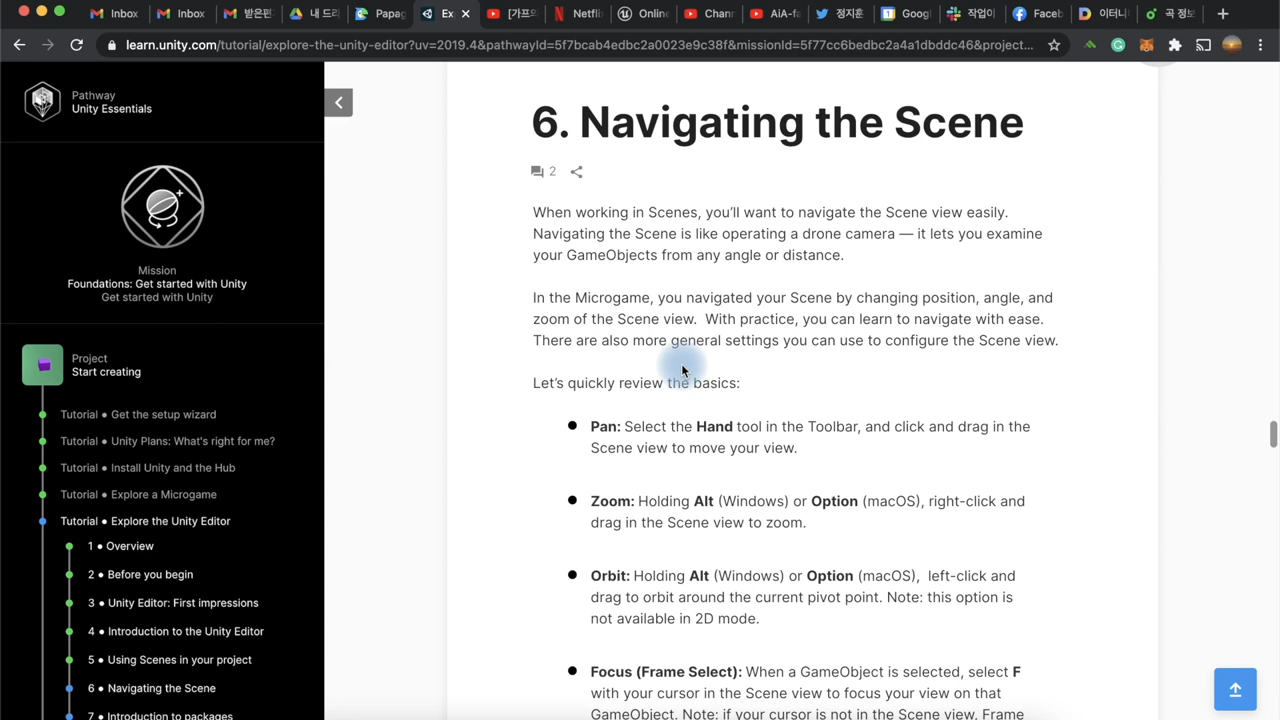 Inbox
Inbox
받은편
내 드라
Papag
Ex
[가프의
Netfli
Online
Chann
AiA-fa
정지훈
Googl
작업이
Faceb
이터니
곡 정보
learn.unity.com/tutorial/explore-the-unity-editor?uv=2019.4&pathwayId=5f7bcab4edbc2a0023e9c38f&missionId=5f77cc6bedbc2a4a1dbddc46&project...
Pathway
Unity Essentials
Mission
Foundations: Get started with Unity
Get started with Unity
Project
Start creating
Tutorial ● Get the setup wizard
Tutorial ● Unity Plans: What's right for me?
Tutorial ● Install Unity and the Hub
Tutorial ● Explore a Microgame
Tutorial ● Explore the Unity Editor
1 ● Overview
2 ● Before you begin
3 ● Unity Editor: First impressions
4 ● Introduction to the Unity Editor
5 ● Using Scenes in your project
6 ● Navigating the Scene
7 ● Introduction to packages
6. Navigating the Scene
2
When working in Scenes, you'll want to navigate the Scene view easily.
Navigating the Scene is like operating a drone camera — it lets you examine
your GameObjects from any angle or distance.
In the Microgame, you navigated your Scene by changing position, angle, and
zoom of the Scene view. With practice, you can learn to navigate with ease.
There are also more general settings you can use to configure the Scene view.
Let's quickly review the basics:
● Pan: Select the Hand tool in the Toolbar, and click and drag in the
Scene view to move your view.
● Zoom: Holding Alt (Windows) or Option (macOS), right-click and
drag in the Scene view to zoom.
● Orbit: Holding Alt (Windows) or Option (macOS), left-click and
drag to orbit around the current pivot point. Note: this option is
not available in 2D mode.
● Focus (Frame Select): When a GameObject is selected, select F
with your cursor in the Scene view to focus your view on that
GameObject. Note: if your cursor is not in the Scene view, Frame